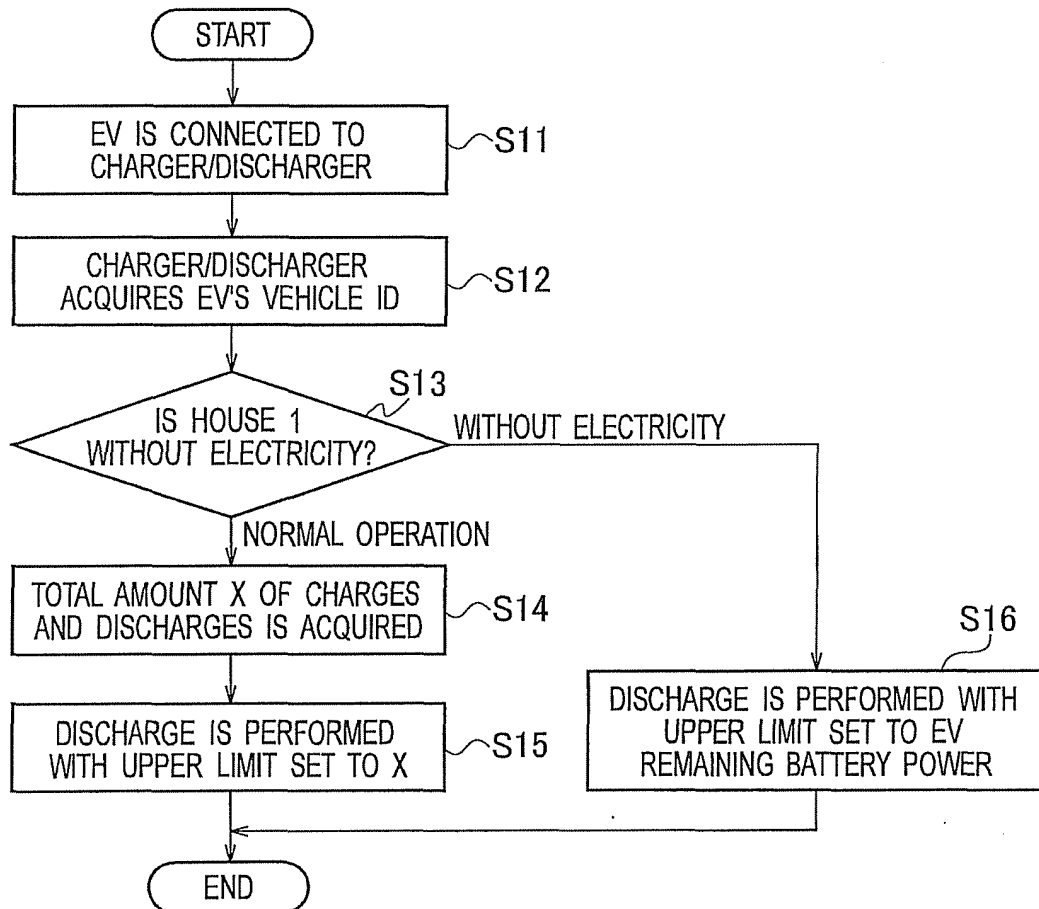 START
EV IS CONNECTED TO
CHARGER/DISCHARGER
S11
CHARGER/DISCHARGER
ACQUIRES EV'S VEHICLE ID
S12
S13
IS HOUSE 1
WITHOUT ELECTRICITY?
WITHOUT ELECTRICITY
NORMAL OPERATION
TOTAL AMOUNT X OF CHARGES
AND DISCHARGES IS ACQUIRED
S14
DISCHARGE IS PERFORMED
WITH UPPER LIMIT SET TO X
S15
S16
DISCHARGE IS PERFORMED WITH
UPPER LIMIT SET TO EV
REMAINING BATTERY POWER
END